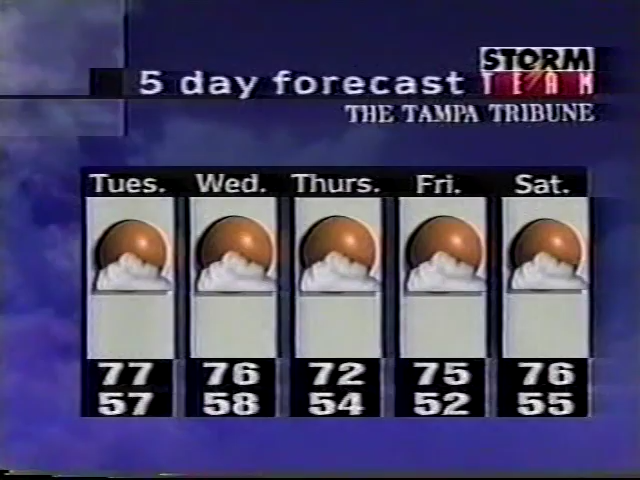 5 day forecast
STORM
TEAM
THE TAMPA TRIBUNE
Tues. Wed. Thurs. Fri. Sat.
77 76 72 75 76
57 58 54 52 55